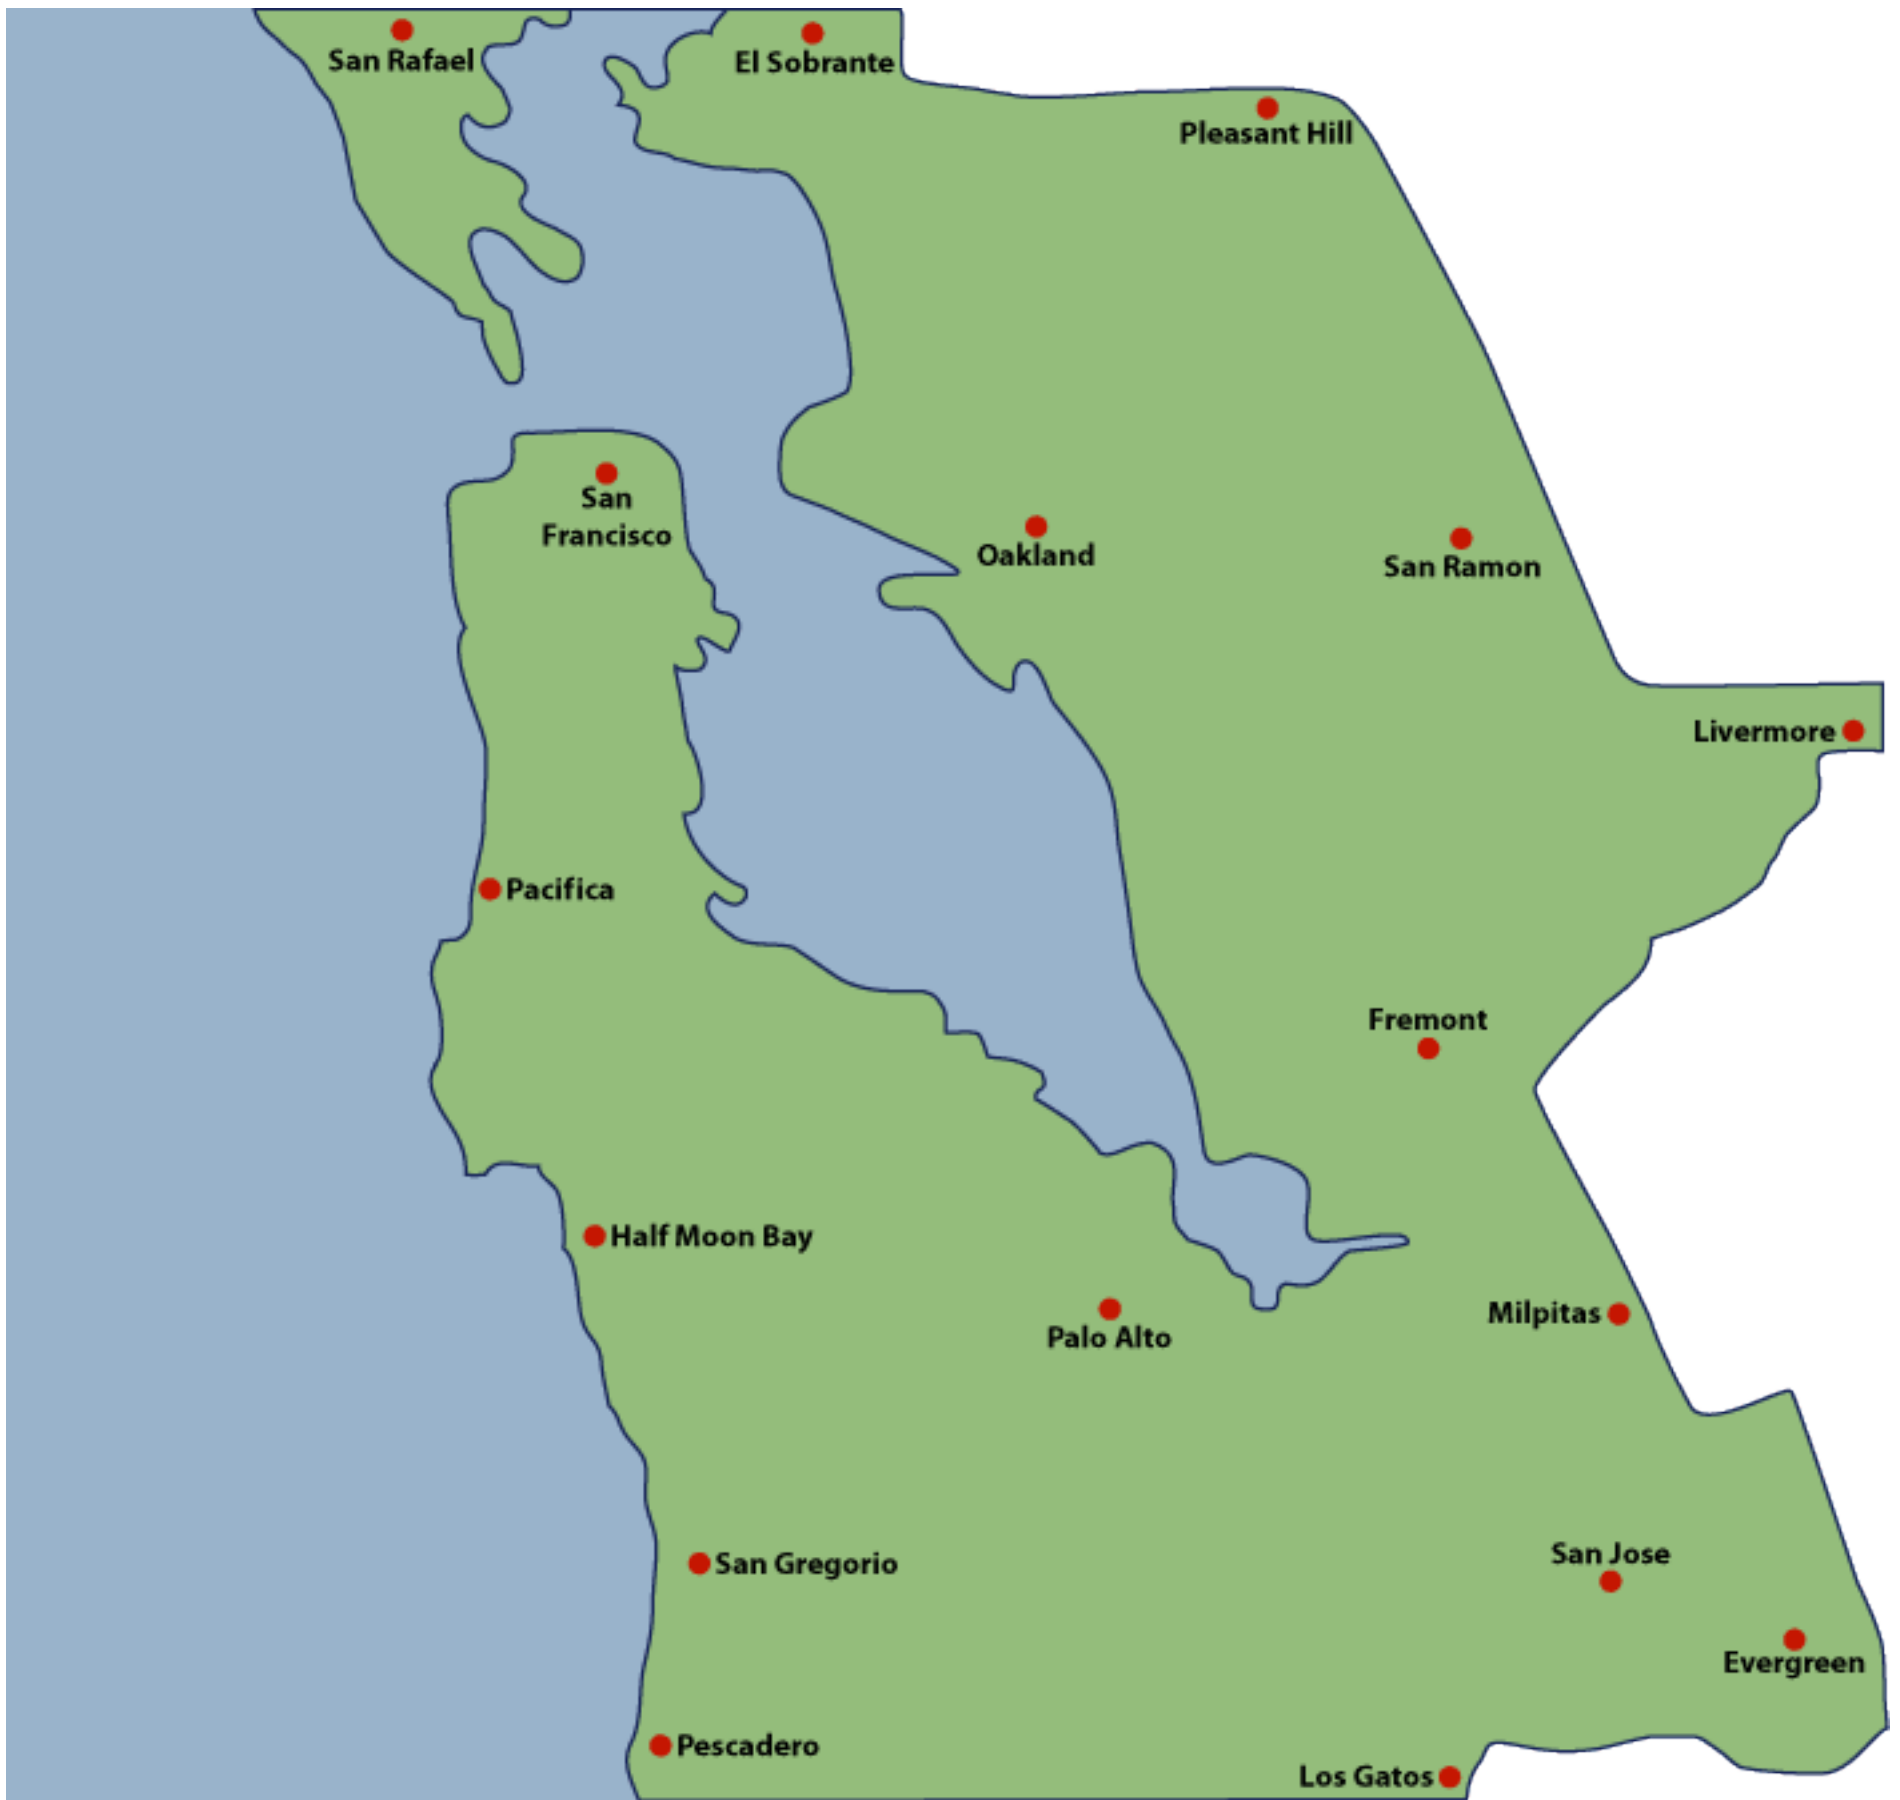 San Rafael
El Sobrante
Pleasant Hill
San
Francisco
Oakland
San Ramon
Livermore
Pacifica
Fremont
Half Moon Bay
Milpitas
Palo Alto
San Gregorio
San Jose
Evergreen
Pescadero
Los Gatos